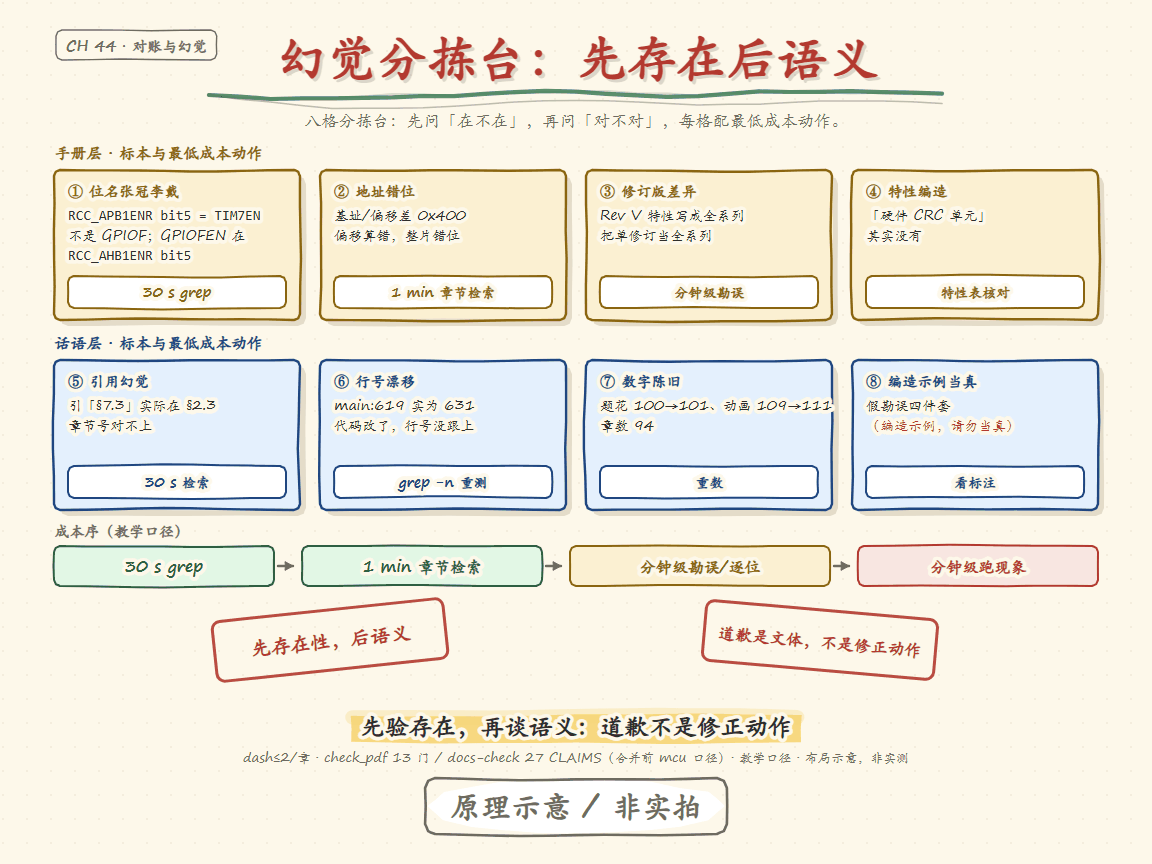 CH 44 · 对账与幻觉
幻觉分拣台：先存在后语义
八格分拣台：先问「在不在」，再问「对不对」，每格配最低成本动作。
手册层 · 标本与最低成本动作
① 位名张冠李戴
RCC_APB1ENR bit5 = TIM7EN
不是 GPIOF；GPIOFEN 在
RCC_AHB1ENR bit5
30 s grep
② 地址错位
基址/偏移差 0x400
偏移算错，整片错位
1 min 章节检索
③ 修订版差异
Rev V 特性写成全系列
把单修订当全系列
分钟级勘误
④ 特性编造
「硬件 CRC 单元」
其实没有
特性表核对
话语层 · 标本与最低成本动作
⑤ 引用幻觉
引「§7.3」实际在 §2.3
章节号对不上
30 s 检索
⑥ 行号漂移
main:619 实为 631
代码改了，行号没跟上
grep -n 重测
⑦ 数字陈旧
题花 100→101、动画 109→111
章数 94
重数
⑧ 编造示例当真
假勘误四件套
（编造示例，请勿当真）
看标注
成本序（教学口径）
30 s grep
1 min 章节检索
分钟级勘误/逐位
分钟级跑现象
先存在性，后语义
道歉是文体，不是修正动作
先验存在，再谈语义：道歉不是修正动作
dash≤2/章 · check_pdf 13 门 / docs-check 27 CLAIMS（合并前 mcu 口径）· 教学口径 · 布局示意，非实测
原理示意 / 非实拍